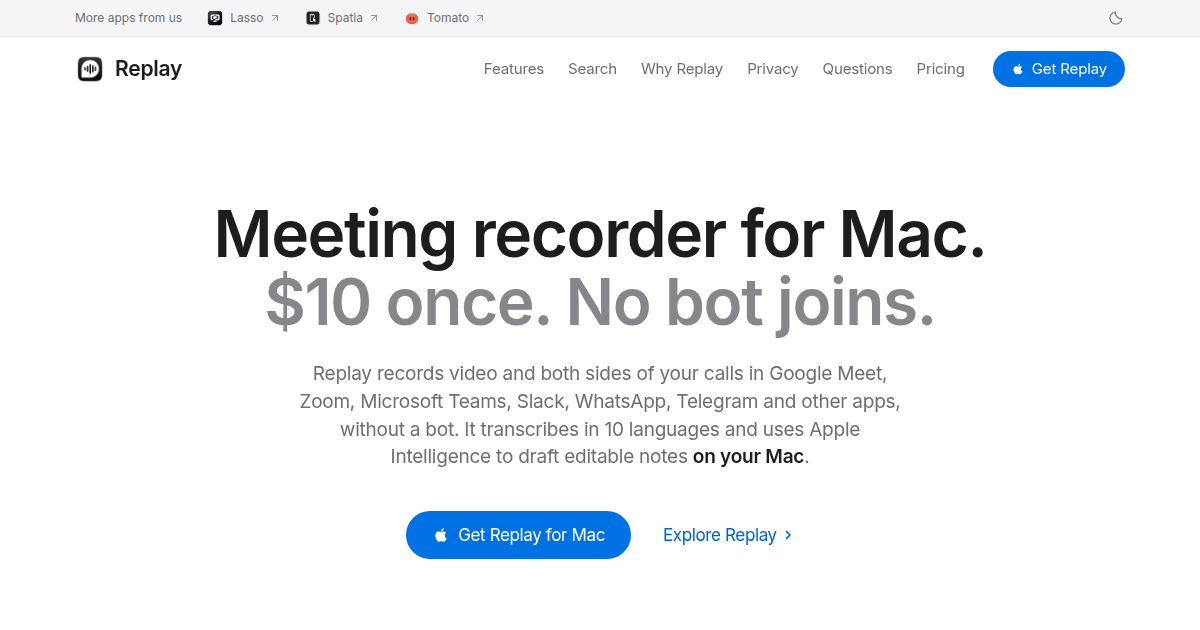 More apps from us Lasso Spatia Tomato
Replay Features Search Why Replay Privacy Questions Pricing Get Replay
Meeting recorder for Mac.
$10 once. No bot joins.
Replay records video and both sides of your calls in Google Meet,
Zoom, Microsoft Teams, Slack, WhatsApp, Telegram and other apps,
without a bot. It transcribes in 10 languages and uses Apple
Intelligence to draft editable notes on your Mac.
Get Replay for Mac Explore Replay